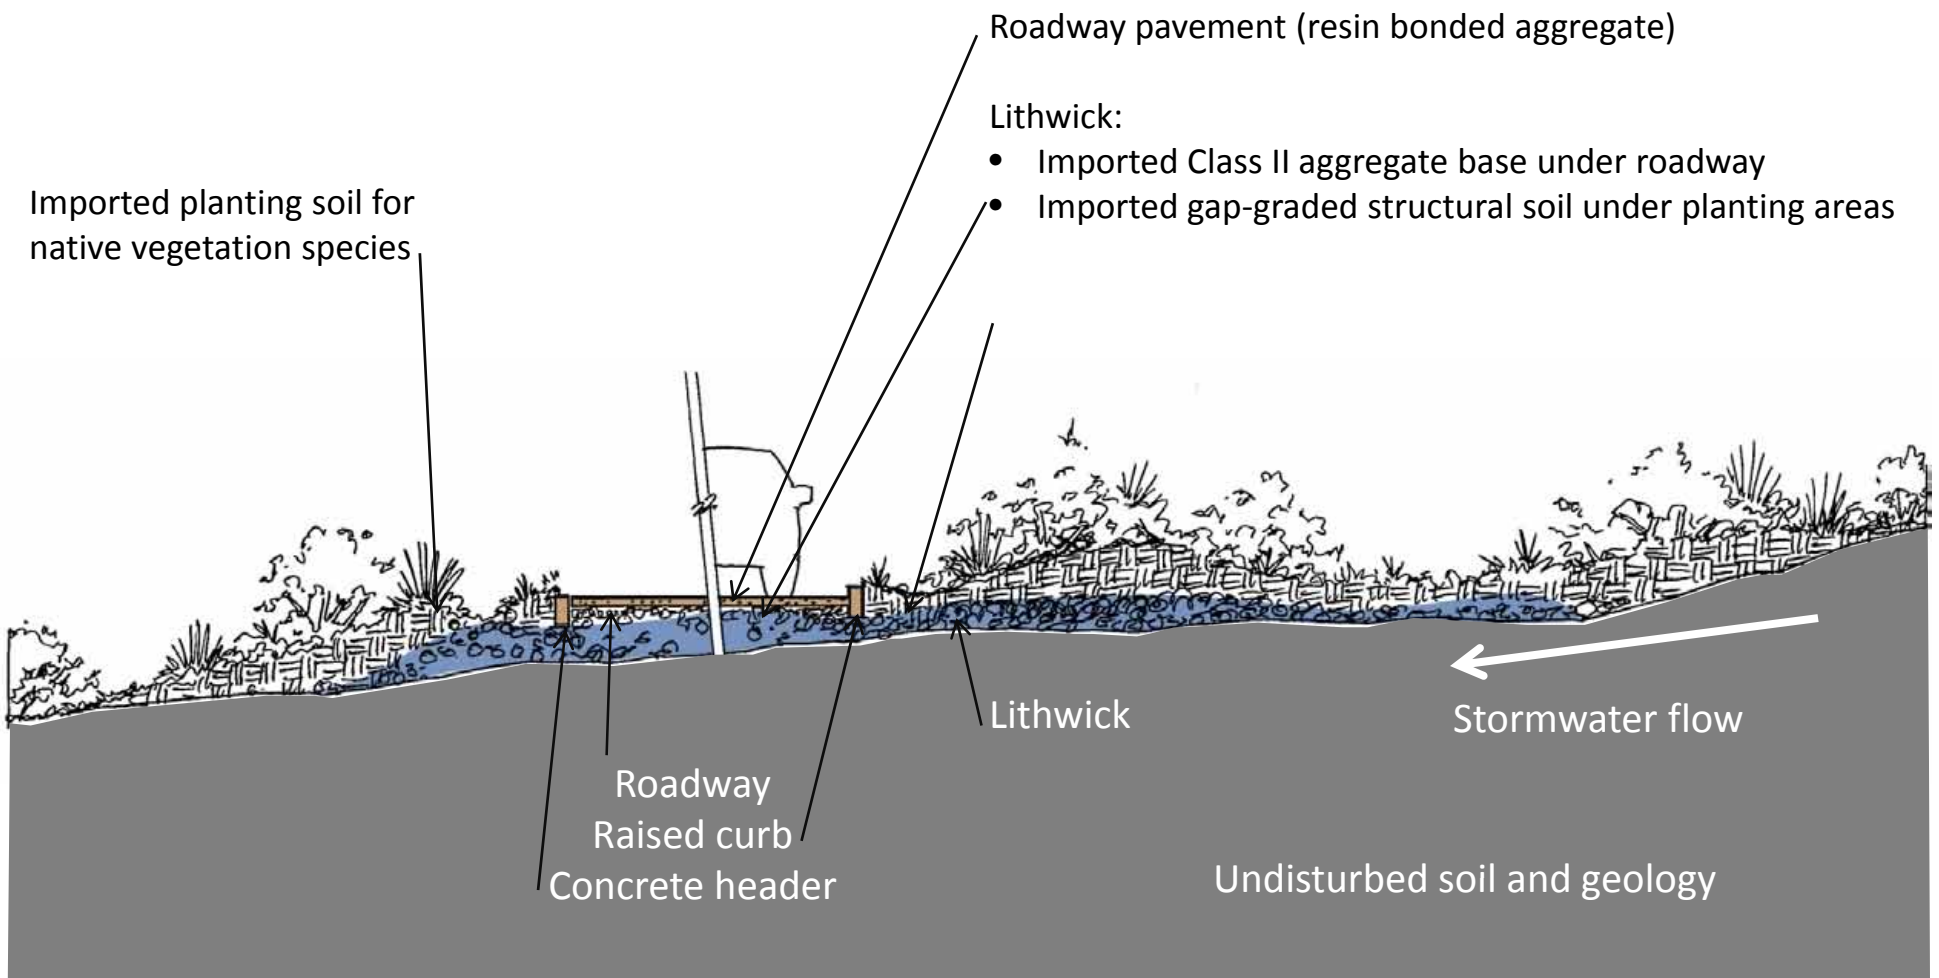 Roadway pavement (resin bonded aggregate)
Lithwick:
• Imported Class II aggregate base under roadway
• Imported gap-graded structural soil under planting areas
Imported planting soil for
native vegetation species
Lithwick
Stormwater flow
Roadway
Raised curb
Concrete header
Undisturbed soil and geology